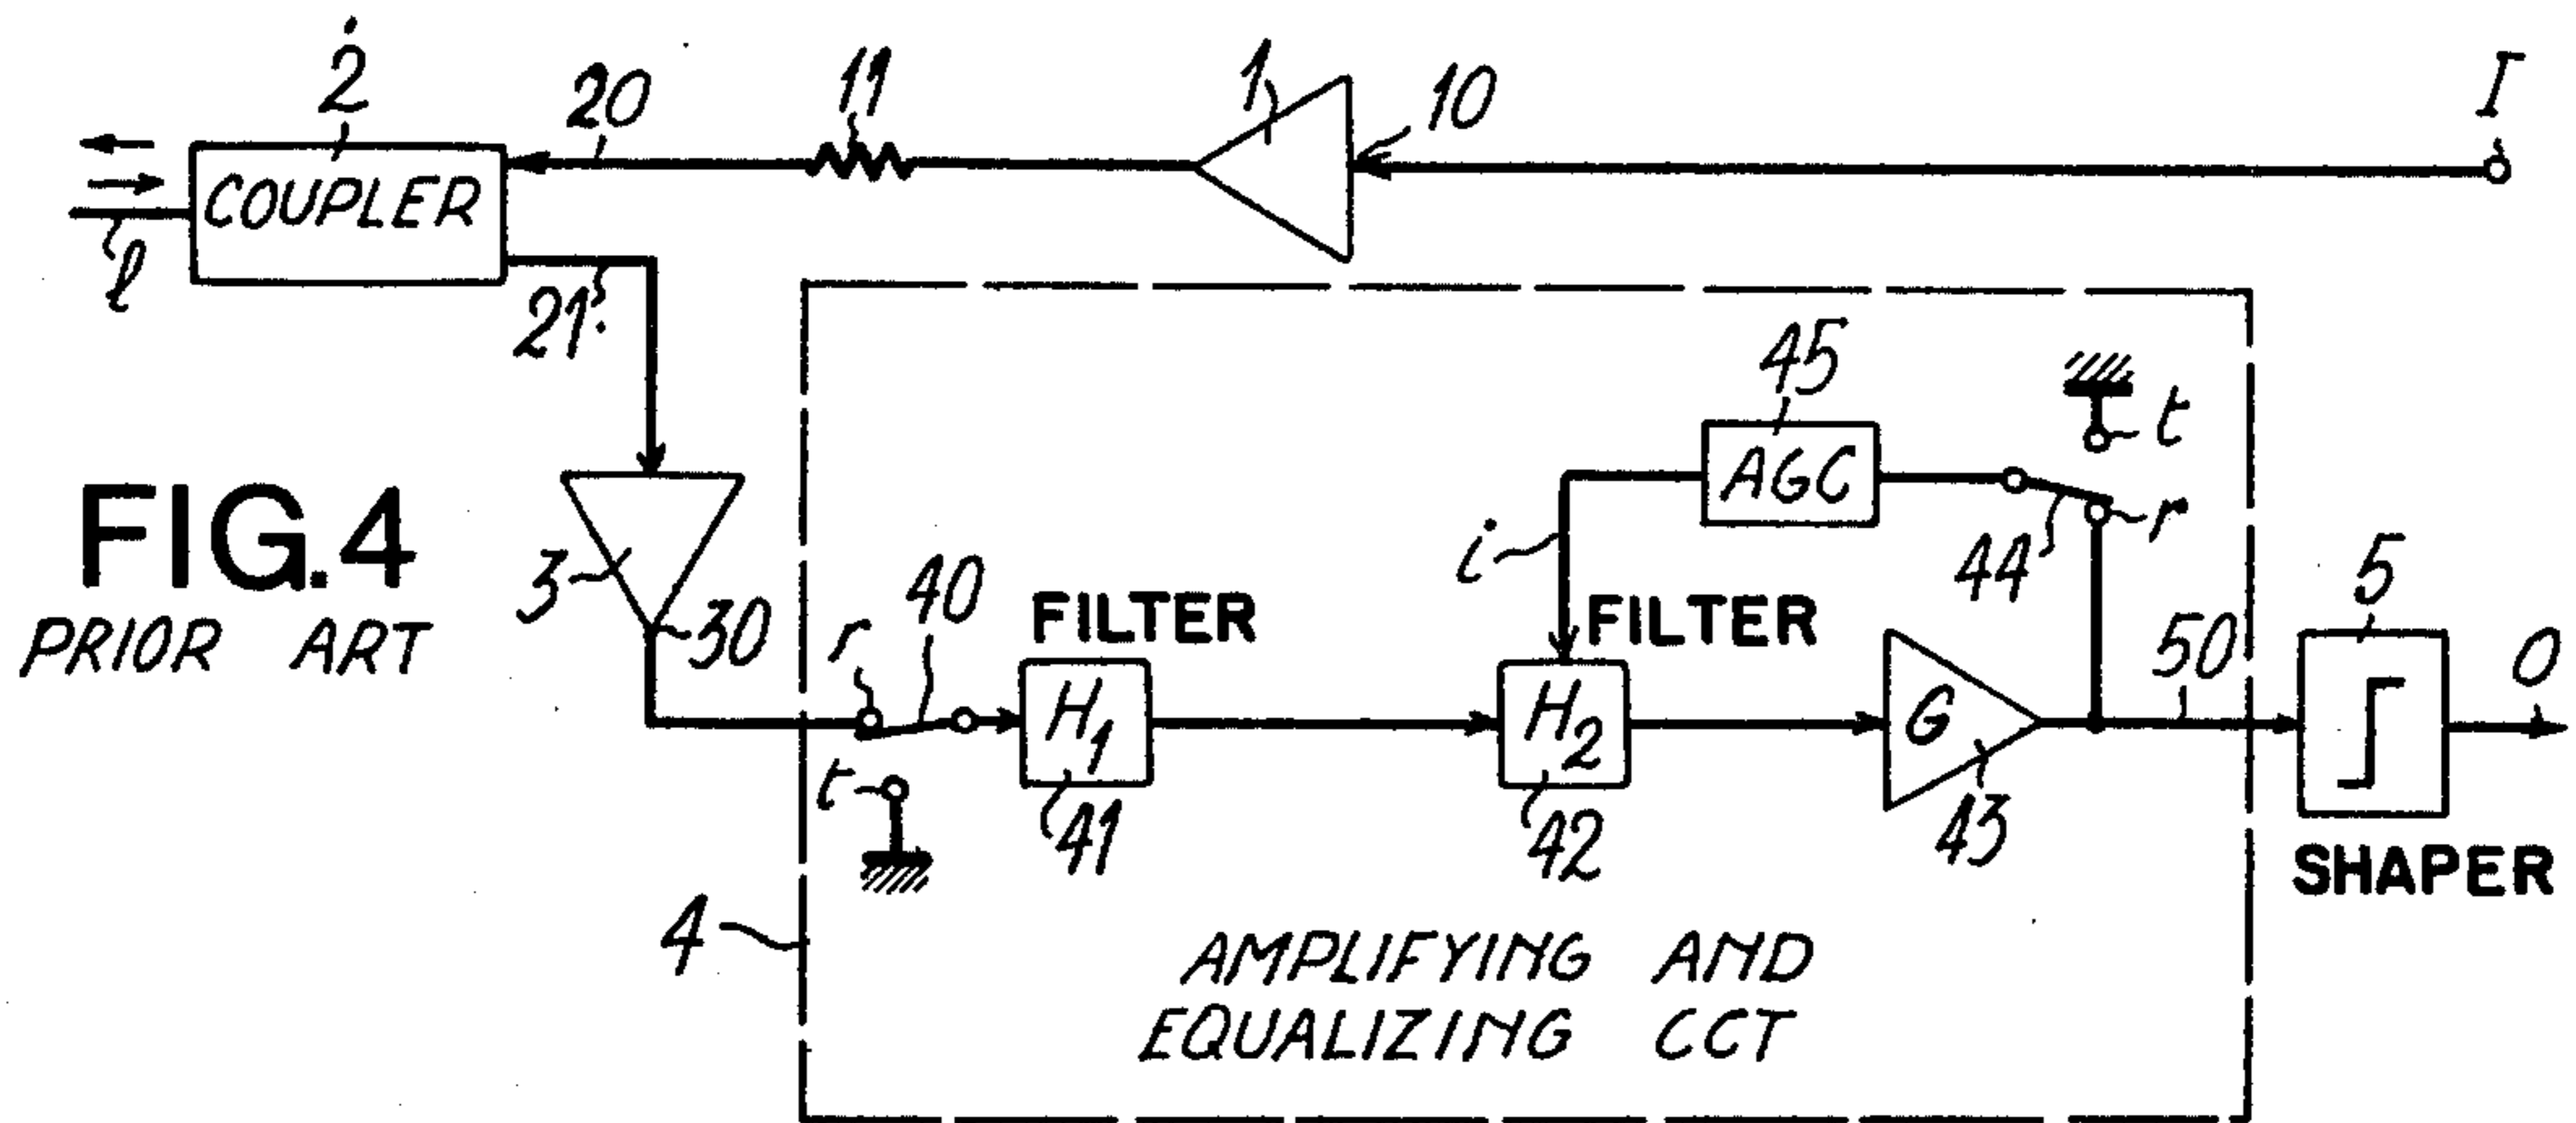 2
20
11
1
10
I
COUPLER
l
21
45
t
AGC
r
44
i
FIG.4
PRIOR ART
3
30
r
40
FILTER
FILTER
5
50
O
H1
H2
G
t
41
42
43
SHAPER
4
AMPLIFYING AND
EQUALIZING CCT